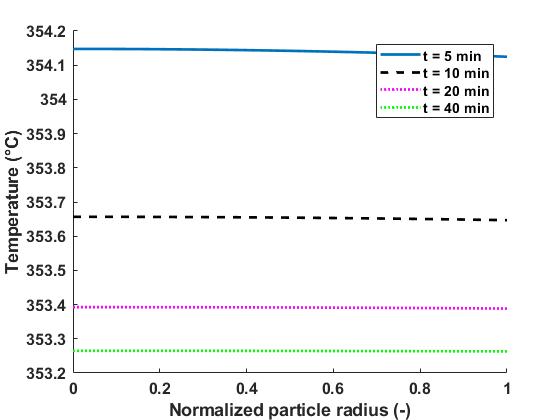 354.2
354.1
354
353.9
353.8
353.7
353.6
353.5
353.4
353.3
353.2
Temperature (°C)
t = 5 min
t = 10 min
t = 20 min
t = 40 min
0
0.2
0.4
0.6
0.8
1
Normalized particle radius (-)